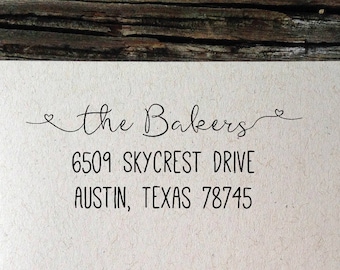 the Bakers
6509 SKYCREST DRIVE
AUSTIN, TEXAS 78745